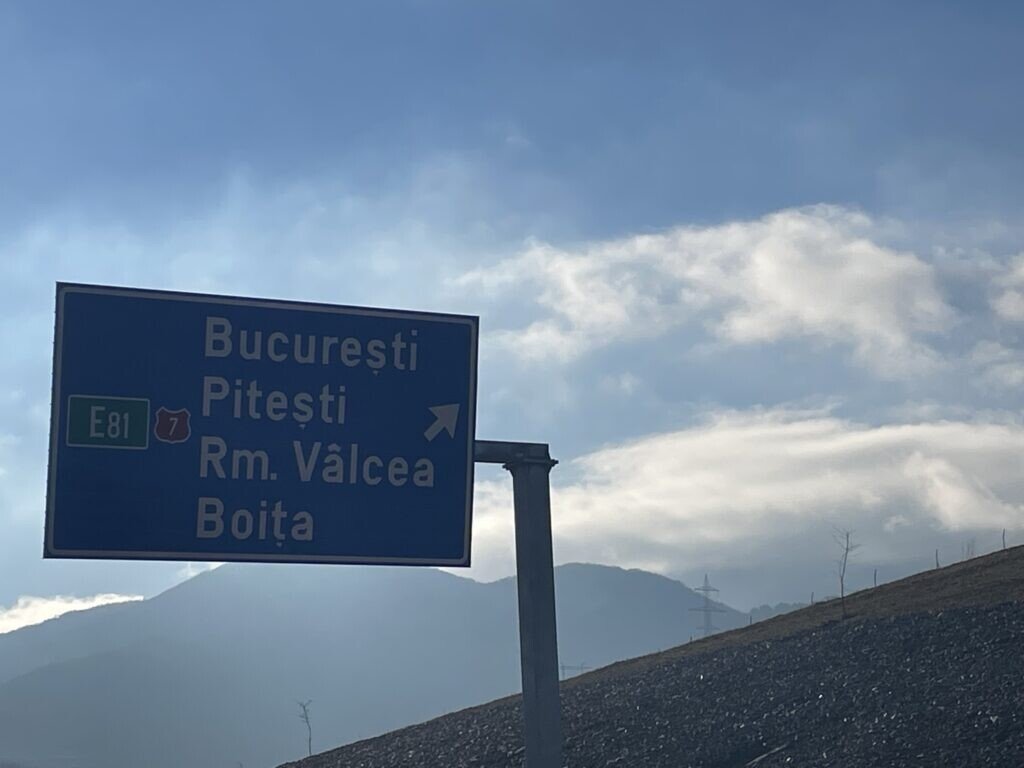 București
Pitești
E81 7
Rm. Vâlcea
Boița